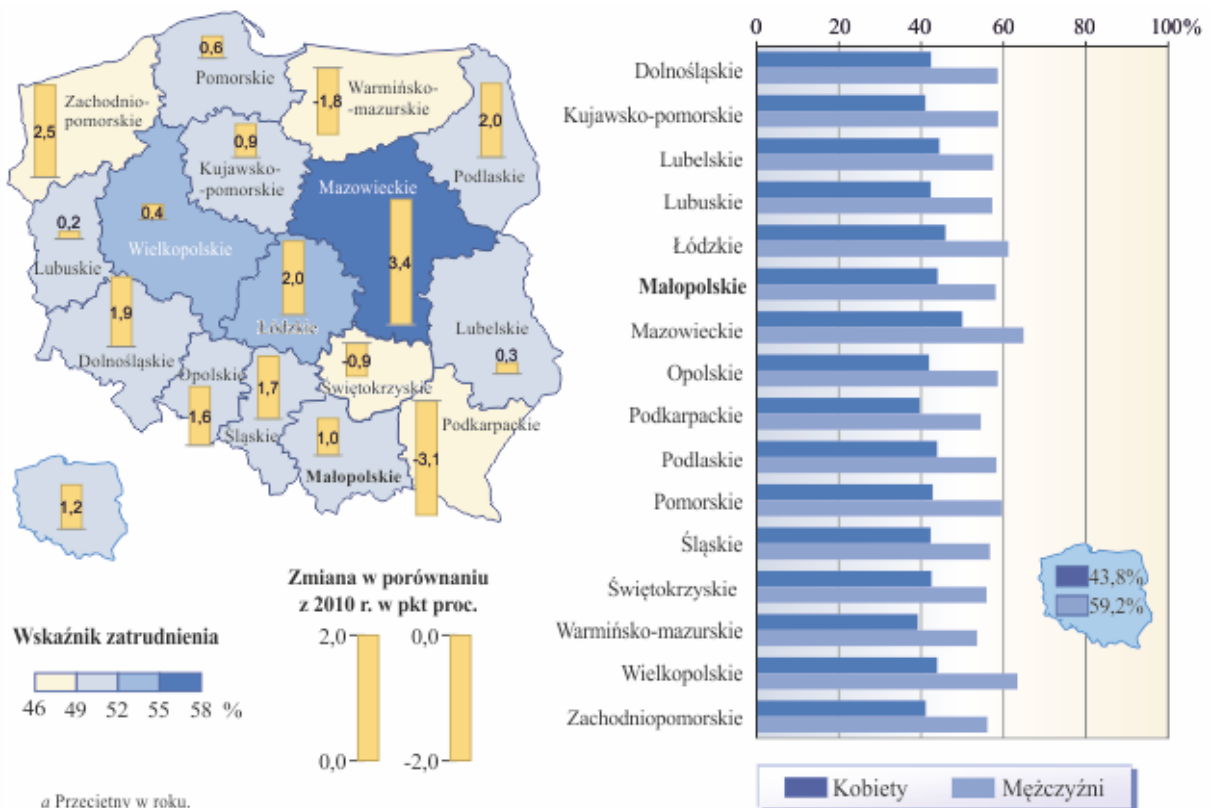 0,6
Pomorskie
Zachodnio-
pomorskie
2,5
-1,8
Warmińsko-
mazurskie
2,0
Podlaskie
0,9
Kujawsko-
-pomorskie
Mazowieckie
3,4
0,2
Lubuskie
0,4
Wielkopolskie
2,0
Łódzkie
1,9
Dolnośląskie
Lubelskie
0,3
Opolskie
1,6
1,7
Śląskie
-0,9
Świętokrzyskie
1,0
Małopolskie
Podkarpackie
-3,1
1,2
Zmiana w porównaniu
z 2010 r. w pkt proc.
2,0
0,0
0,0
-2,0
Wskaźnik zatrudnienia
46 49 52 55 58 %
a Przeciętny w roku.
0 20 40 60 80 100%
Dolnośląskie
Kujawsko-pomorskie
Lubelskie
Lubuskie
Łódzkie
Małopolskie
Mazowieckie
Opolskie
Podkarpackie
Podlaskie
Pomorskie
Śląskie
Świętokrzyskie
Warmińsko-mazurskie
Wielkopolskie
Zachodniopomorskie
43,8%
59,2%
Kobiety Mężczyźni